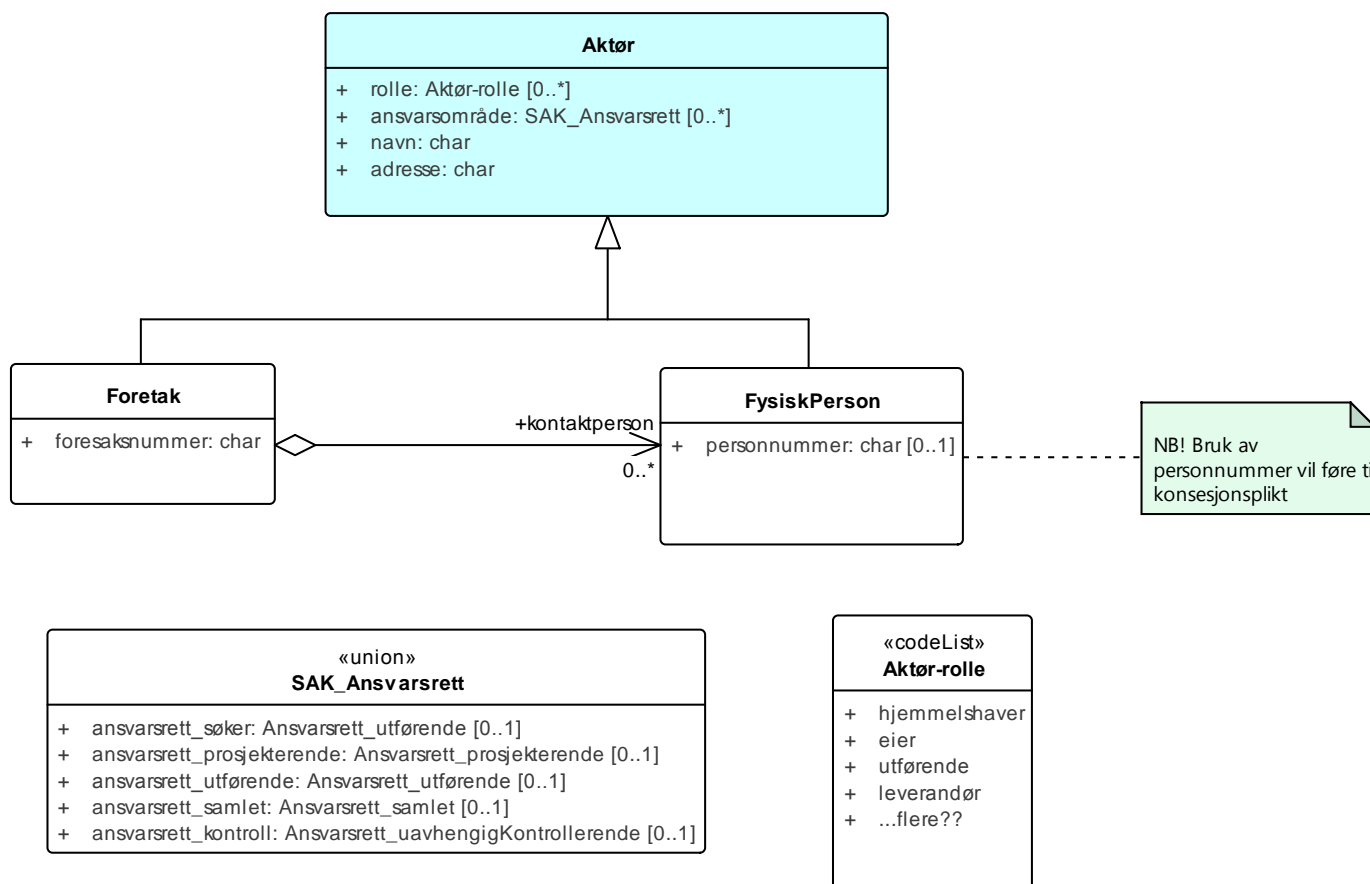 Aktør
+ rolle: Aktør-rolle [0..*]
+ ansvarsområde: SAK_Ansvarsrett [0..*]
+ navn: char
+ adresse: char
Foretak
+ foresaksnummer: char
+kontaktperson
0..*
FysiskPerson
+ personnummer: char [0..1]
NB! Bruk av
personnummer vil føre ti
konsesjonsplikt
«union»
SAK_Ansvarsrett
+ ansvarsrett_søker: Ansvarsrett_utførende [0..1]
+ ansvarsrett_prosjekterende: Ansvarsrett_prosjekterende [0..1]
+ ansvarsrett_utførende: Ansvarsrett_utførende [0..1]
+ ansvarsrett_samlet: Ansvarsrett_samlet [0..1]
+ ansvarsrett_kontroll: Ansvarsrett_uavhengigKontrollerende [0..1]
«codeList»
Aktør-rolle
+ hjemmelshaver
+ eier
+ utførende
+ leverandør
+ ...flere??